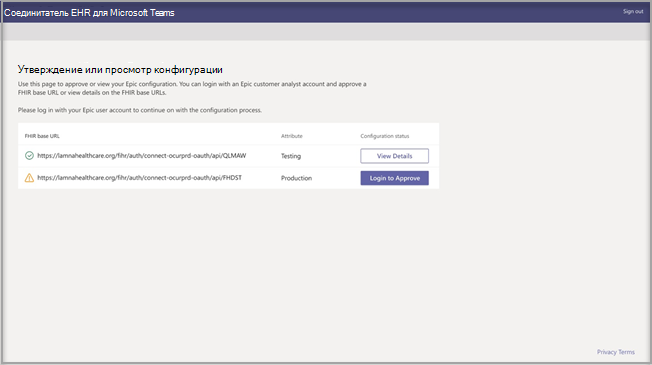 Соединитель EHR для Microsoft Teams
Sign out
Утверждение или просмотр конфигурации
Use this page to approve or view your Epic configuration. You can login with an Epic customer analyst account and approve a
FHIR base URL or view details on the FHIR base URLs.
Please log in with your Epic user account to continue on with the configuration process.
FHIR base URL Attribute Configuration status
https://lamnahealthcare.org/fihr/auth/connect-ocurprd-oauth/api/QLMAW Testing View Details
https://lamnahealthcare.org/fihr/auth/connect-ocurprd-oauth/api/FHDST Production Login to Approve
Privacy Terms